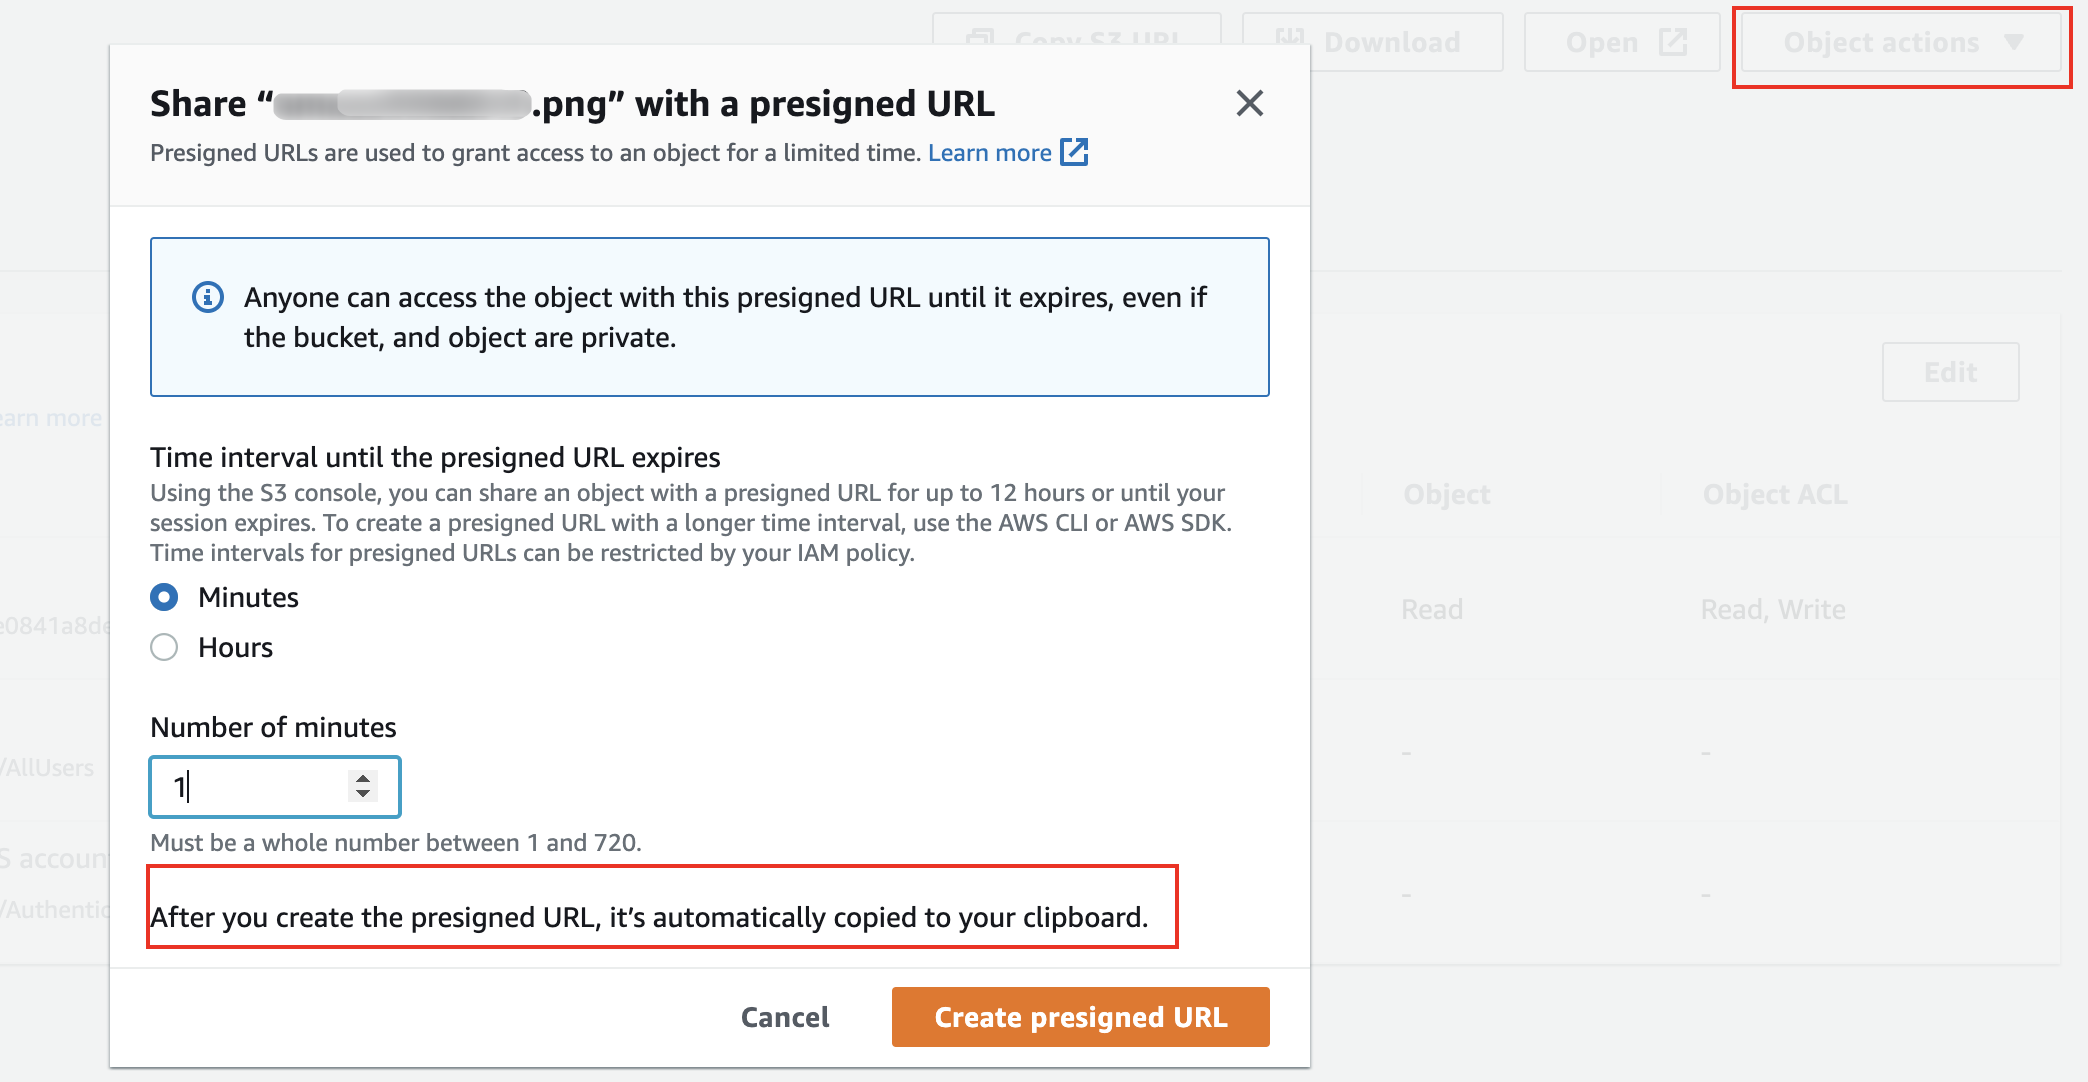 Copy S3 URL
Download
Open
Object actions
Share “ .png” with a presigned URL
Presigned URLs are used to grant access to an object for a limited time. Learn more
Anyone can access the object with this presigned URL until it expires, even if
the bucket, and object are private.
Edit
earn more
Time interval until the presigned URL expires
Using the S3 console, you can share an object with a presigned URL for up to 12 hours or until your
session expires. To create a presigned URL with a longer time interval, use the AWS CLI or AWS SDK.
Time intervals for presigned URLs can be restricted by your IAM policy.
Object
Object ACL
Minutes
Read
Read, Write
e0841a8de
Hours
Number of minutes
1
-
-
/AllUsers
Must be a whole number between 1 and 720.
S accoun
/Authentic
-
-
After you create the presigned URL, it’s automatically copied to your clipboard.
Cancel
Create presigned URL